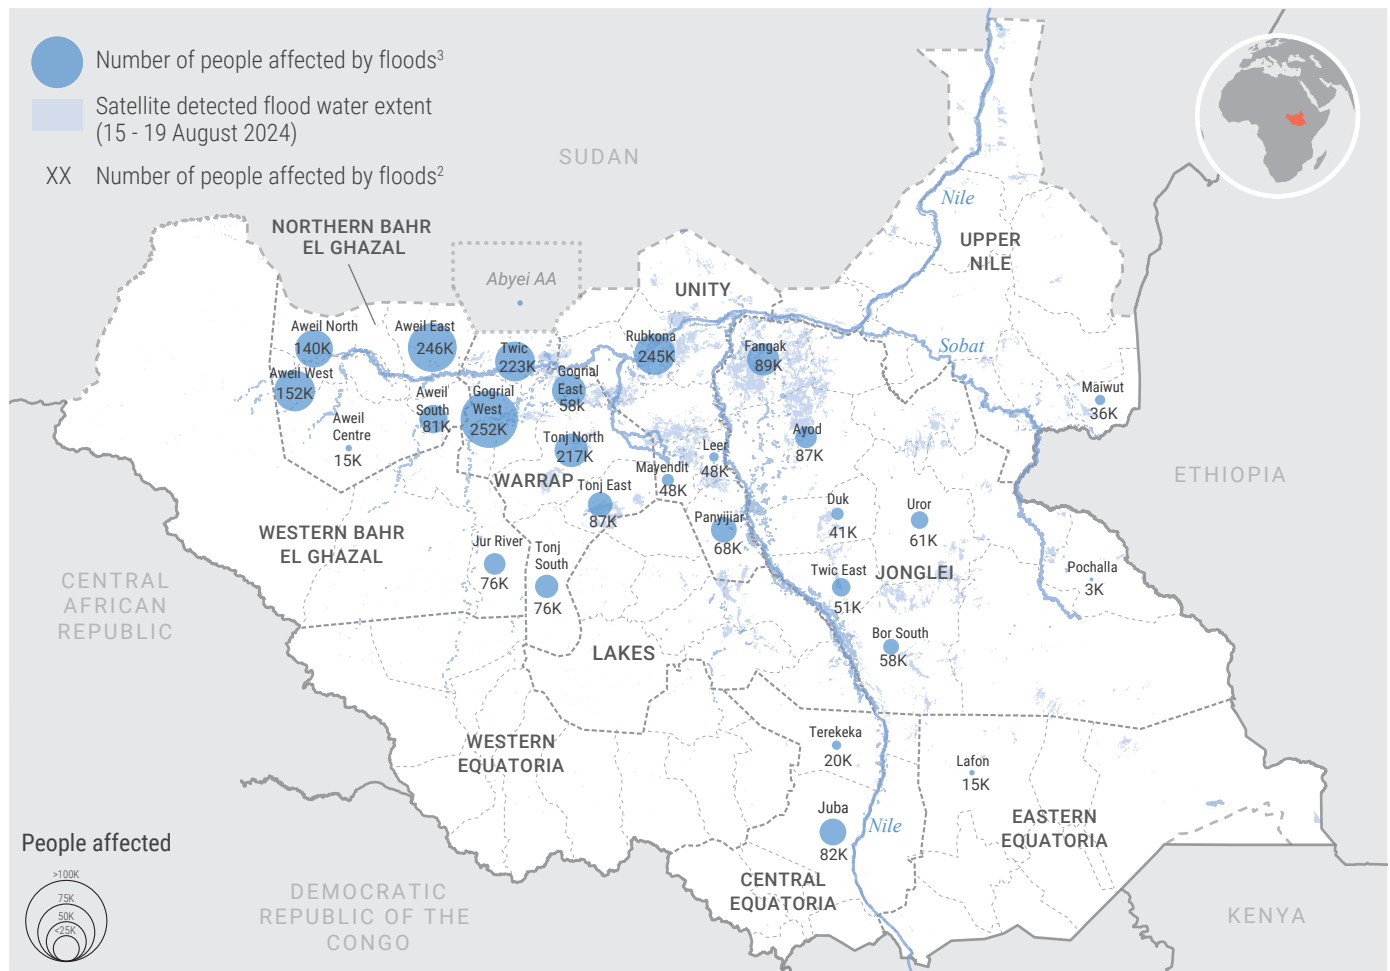 Number of people affected by floods³
Satellite detected flood water extent
(15 - 19 August 2024)
XX Number of people affected by floods²
SUDAN
Nile
NORTHERN BAHR
EL GHAZAL
UPPER
NILE
Abyei AA
UNITY
Aweil North
140K
Aweil East
246K
Twic
223K
Rubkona
245K
Fangak
89K
Sobat
Aweil West
152K
Gogrial
East
58K
Maiwut
36K
Aweil
South
81K
Gogrial
West
252K
Aweil
Centre
15K
Tonj North
217K
Leer
48K
Ayod
87K
Mayendit
48K
ETHIOPIA
WARRAP
Tonj East
87K
Duk
41K
Uror
61K
Panyijiar
68K
WESTERN BAHR
EL GHAZAL
Jur River
76K
Tonj
South
76K
Twic East
51K
JONGLEI
Pochalla
3K
CENTRAL
AFRICAN
REPUBLIC
Bor South
58K
LAKES
WESTERN
EQUATORIA
Terekeka
20K
Lafon
15K
Juba
82K
Nile
EASTERN
EQUATORIA
People affected
>100K
75K
50K
<25K
DEMOCRATIC
REPUBLIC OF THE
CONGO
CENTRAL
EQUATORIA
KENYA